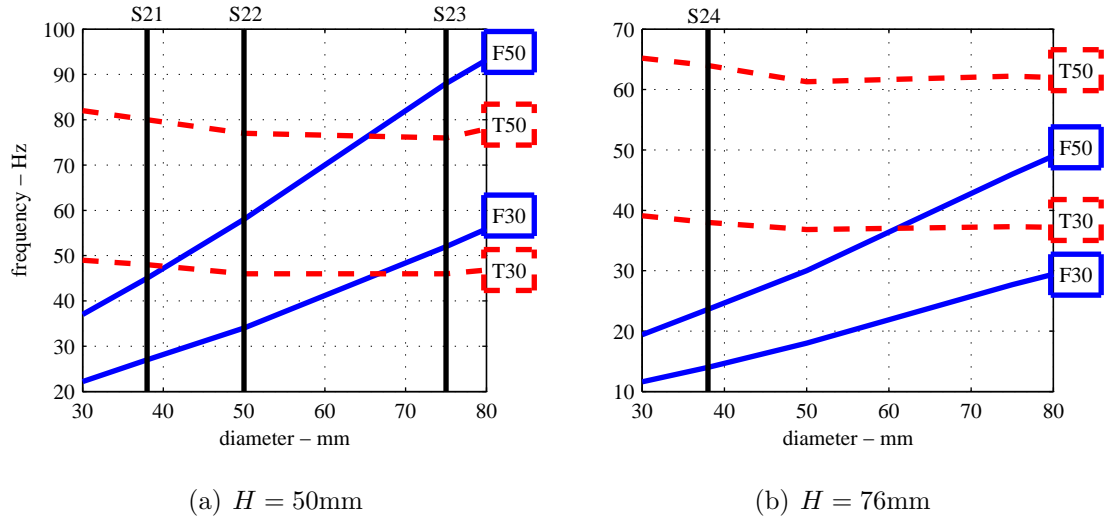 S21 S22 S23
100
90
80
70
60
50
40
30
20
30 40 50 60 70 80
frequency – Hz
diameter – mm
F50
T50
F30
T30
(a) H = 50mm
S24
70
60
50
40
30
20
10
30 40 50 60 70 80
diameter – mm
T50
F50
T30
F30
(b) H = 76mm